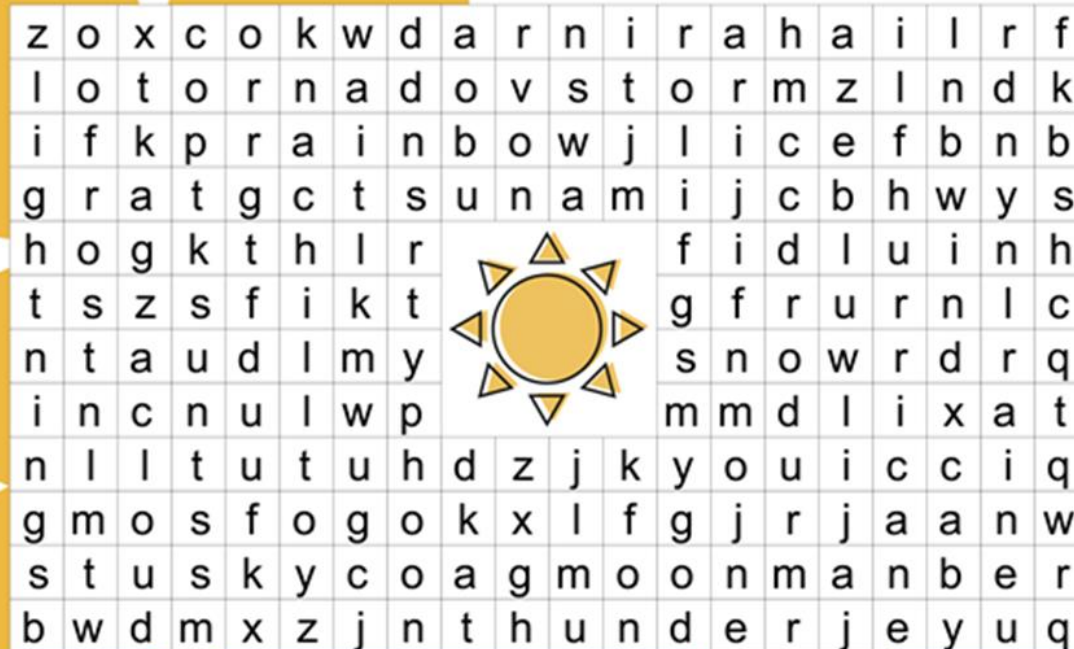 z o x c o k w d a r n i r a h a i l r f
l o t o r n a d o v s t o r m z l n d k
i f k p r a i n b o w j l i c e f b n b
g r a t g c t s u n a m i j c b h w y s
h o g k t h l r f i d l u i n h
t s z s f i k t g f r u r n l c
n t a u d l m y s n o w r d r q
i n c n u l w p m m d l i x a t
n l l t u t u h d z j k y o u i c c i q
g m o s f o g o k x l f g j r j a a n w
s t u s k y c o a g m o o n m a n b e r
b w d m x z j n t h u n d e r j e y u q